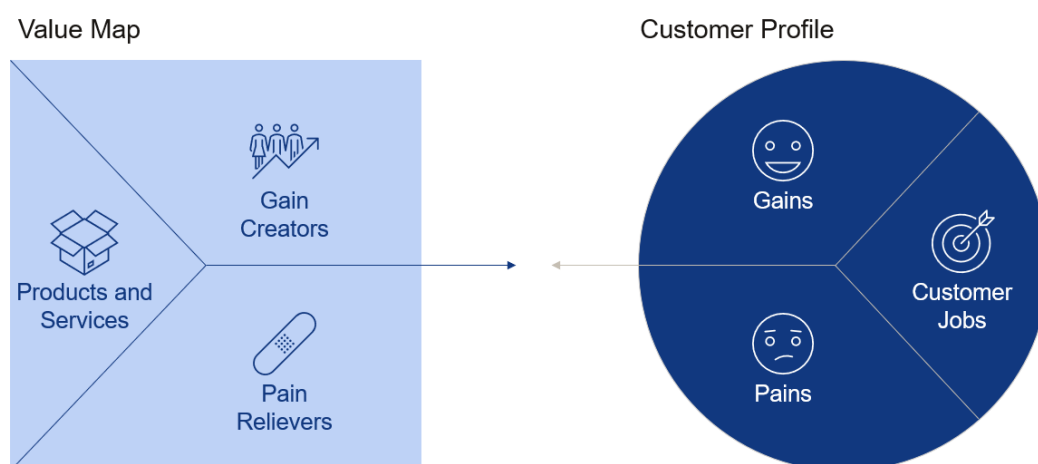 Value Map
Customer Profile
Gain
Creators
Products and
Services
Pain
Relievers
Gains
Customer
Jobs
Pains